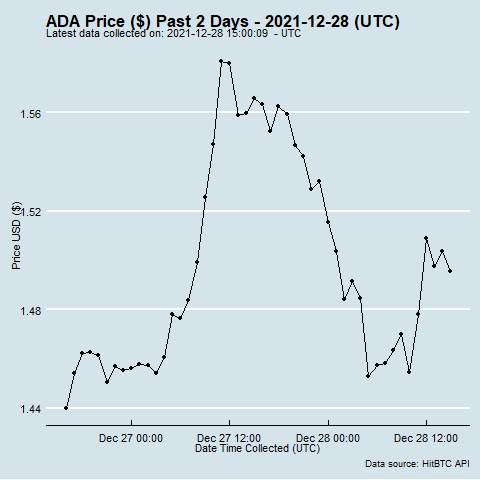 ADA Price ($) Past 2 Days - 2021-12-28 (UTC)
Latest data collected on: 2021-12-28 15:00:09 - UTC
1.56
1.52
1.48
1.44
Price USD ($)
Dec 27 00:00 Dec 27 12:00 Dec 28 00:00 Dec 28 12:00
Date Time Collected (UTC)
Data source: HitBTC API